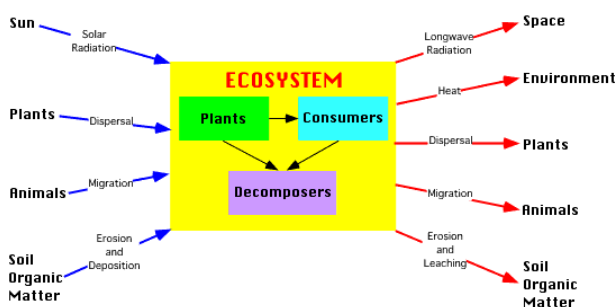 Sun
Solar
Radiation
Plants
Dispersal
Animals
Migration
Soil
Organic
Matter
Erosion
and
Deposition
ECOSYSTEM
Plants
Consumers
Decomposers
Longwave
Radiation
Space
Heat
Environment
Dispersal
Plants
Migration
Animals
Erosion
and
Leaching
Soil
Organic
Matter